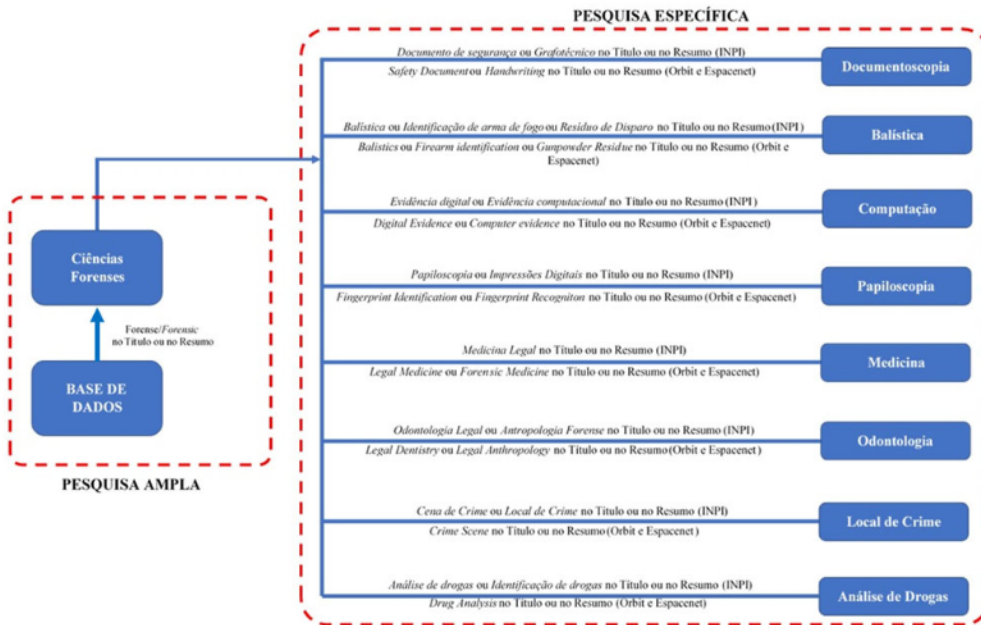 PESQUISA ESPECÍFICA
Documento de segurança ou Grafotécnico no Título ou no Resumo (INPI)
Safety Document ou Handwriting no Título ou no Resumo (Orbit e Espacenet)
Documentoscopia
Balística ou Identificação de arma de fogo ou Resíduo de Disparo no Título ou no Resumo (INPI)
Balistics ou Firearm identification ou Gunpowder Residue no Título ou no Resumo (Orbit e
Espacenet)
Balística
Evidência digital ou Evidência computacional no Título ou no Resumo (INPI)
Digital Evidence ou Computer evidence no Título ou no Resumo (Orbit e Espacenet)
Computação
Papiloscopia ou Impressões Digitais no Título ou no Resumo (INPI)
Fingerprint Identification ou Fingerprint Recogniton no Título ou no Resumo (Orbit e Espacenet)
Papiloscopia
Medicina Legal no Título ou no Resumo (INPI)
Legal Medicine ou Forensic Medicine no Título ou no Resumo (Orbit e Espacenet)
Medicina
Odontologia Legal ou Antropologia Forense no Título ou no Resumo (INPI)
Legal Dentistry ou Legal Anthropology no Título ou no Resumo (Orbit e Espacenet)
Odontologia
Cena de Crime ou Local de Crime no Título ou no Resumo (INPI)
Crime Scene no Título ou no Resumo (Orbit e Espacenet)
Local de Crime
Análise de drogas ou Identificação de drogas no Título ou no Resumo (INPI)
Drug Analysis no Título ou no Resumo (Orbit e Espacenet)
Análise de Drogas
Ciências
Forenses
Forense/Forensic
no Título ou no Resumo
BASE DE
DADOS
PESQUISA AMPLA